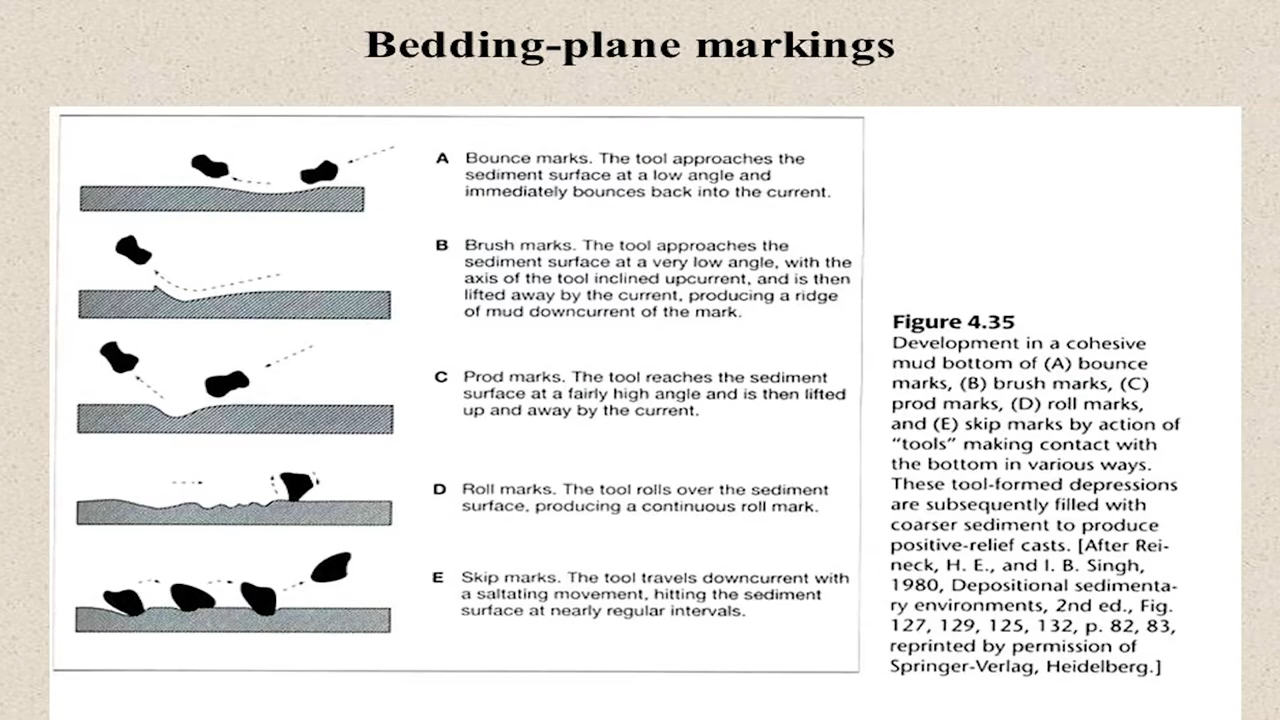 Bedding-plane markings
A Bounce marks. The tool approaches the
sediment surface at a low angle and
immediately bounces back into the current.
B Brush marks. The tool approaches the
sediment surface at a very low angle, with the
axis of the tool inclined upcurrent, and is then
lifted away by the current, producing a ridge
of mud downcurrent of the mark.
C Prod marks. The tool reaches the sediment
surface at a fairly high angle and is then lifted
up and away by the current.
D Roll marks. The tool rolls over the sediment
surface, producing a continuous roll mark.
E Skip marks. The tool travels downcurrent with
a saltating movement, hitting the sediment
surface at nearly regular intervals.
Figure 4.35
Development in a cohesive
mud bottom of (A) bounce
marks, (B) brush marks, (C)
prod marks, (D) roll marks,
and (E) skip marks by action of
“tools” making contact with
the bottom in various ways.
These tool-formed depressions
are subsequently filled with
coarser sediment to produce
positive-relief casts. [After Rei-
neck, H. E., and I. B. Singh,
1980, Depositional sedimenta-
ry environments, 2nd ed., Fig.
127, 129, 125, 132, p. 82, 83,
reprinted by permission of
Springer-Verlag, Heidelberg.]